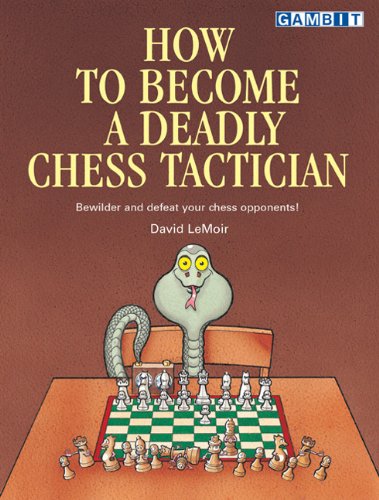 GAMBIT
HOW
TO BECOME
A DEADLY
CHESS TACTICIAN
Bewilder and defeat your chess opponents!
David LeMoir